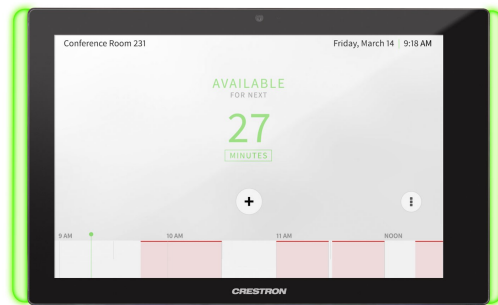 Conference Room 231
Friday, March 14 | 9:18 AM
AVAILABLE
FOR NEXT
27
MINUTES
+
9 AM
10 AM
11 AM
NOON
CRESTRON